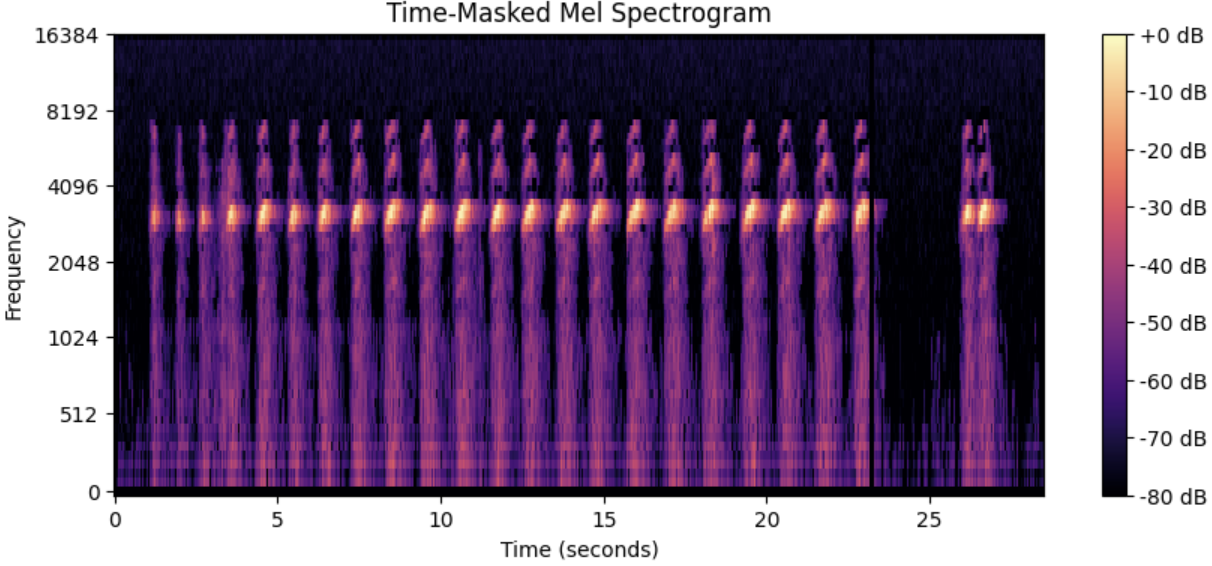 Time-Masked Mel Spectrogram
16384
8192
4096
2048
1024
512
0
Frequency
0 5 10 15 20 25
Time (seconds)
+0 dB
-10 dB
-20 dB
-30 dB
-40 dB
-50 dB
-60 dB
-70 dB
-80 dB